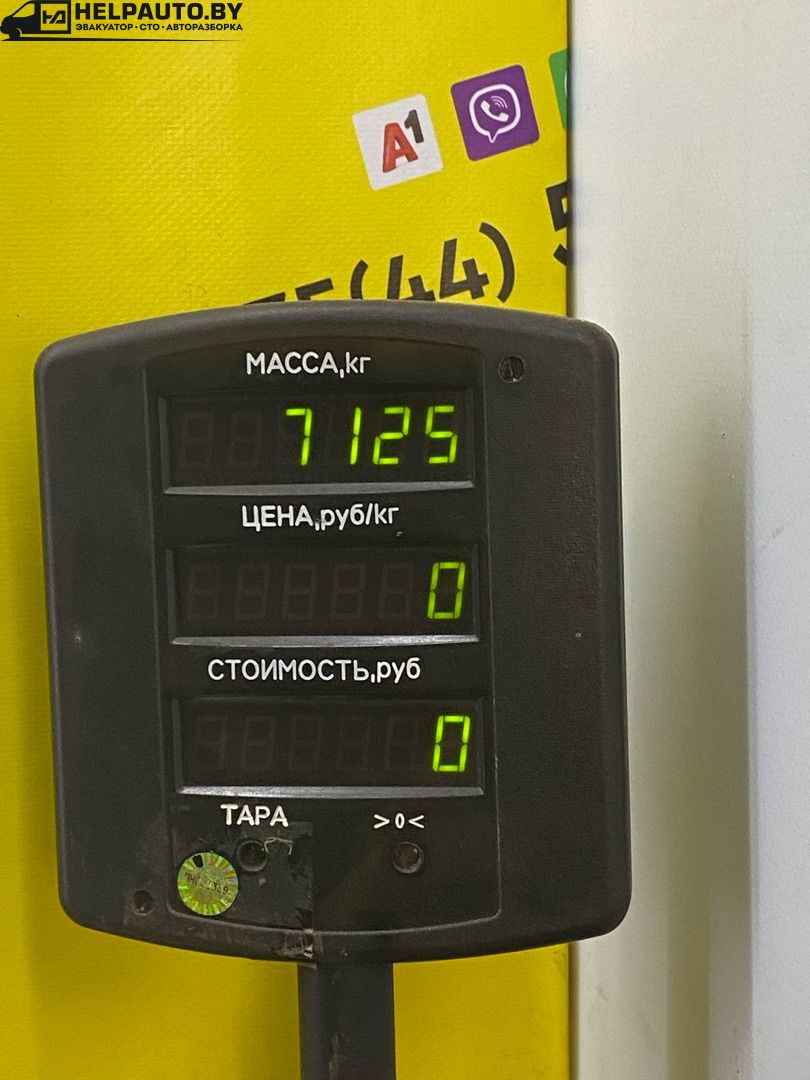 HELPAUTO.BY
ЭВАКУАТОР • СТО • АВТОРАЗБОРКА
A1
(44) 5
МАССА,кг
7125
ЦЕНА,руб/кг
0
СТОИМОСТЬ,руб
0
ТАРА >0<